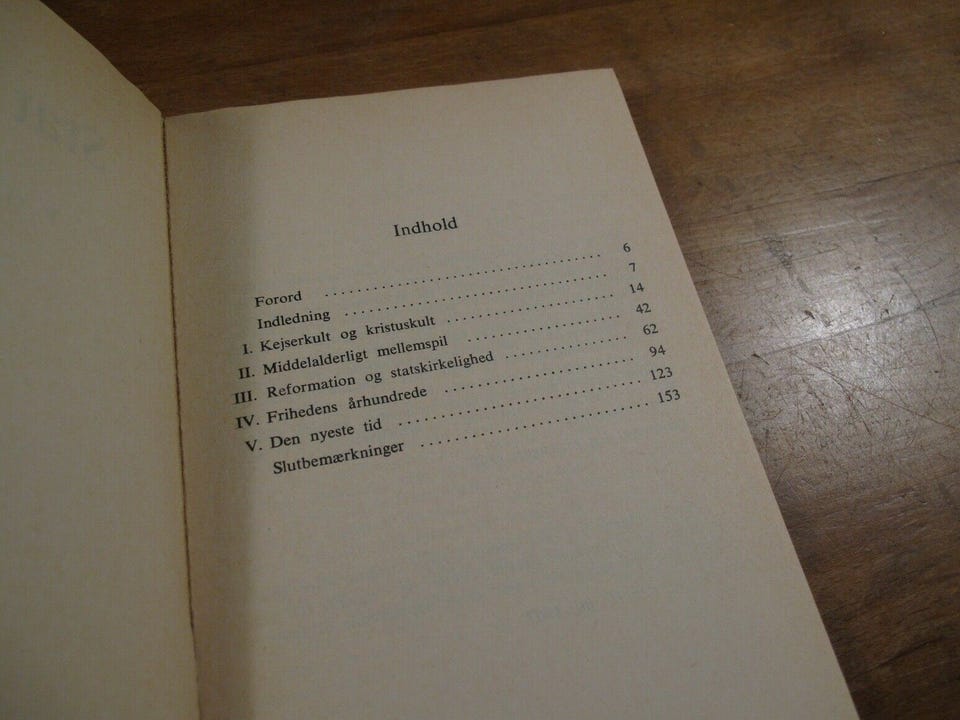 Indhold
Forord ................................ 6
Indledning ................................ 7
I. Kejserkult og kristuskult .................... 14
II. Middelalderligt mellemspil .................. 42
III. Reformation og statskirkelighed .............. 62
IV. Frihedens århundrede ...................... 94
V. Den nyeste tid ............................ 123
Slutbemærkninger .......................... 153